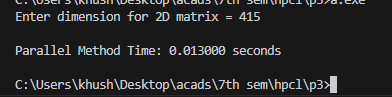 C:\Users\khush\Desktop\acads\7th sem\hpcl\p3>a.exe
Enter dimension for 2D matrix = 415
Parallel Method Time: 0.013000 seconds
C:\Users\khush\Desktop\acads\7th sem\hpcl\p3>